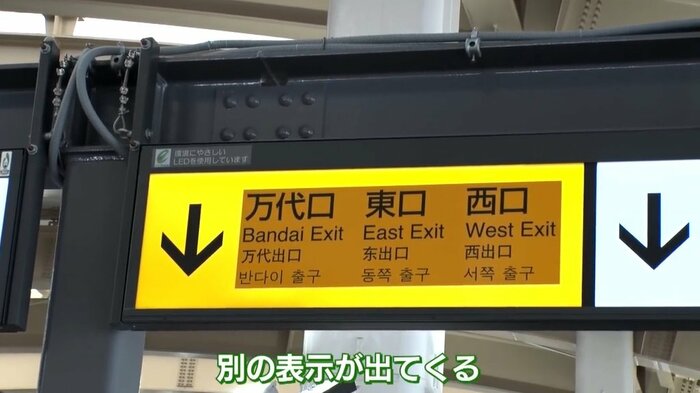 環境にやさしい
LEDを使用しています
万代口 東口 西口
Bandai Exit East Exit West Exit
万代出口 东出口 西出口
반다이 출구 동쪽 출구 서쪽 출구
別の表示が出てくる